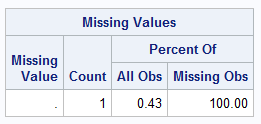 Missing Values
Percent Of
Missing
Value Count All Obs Missing Obs
. 1 0.43 100.00